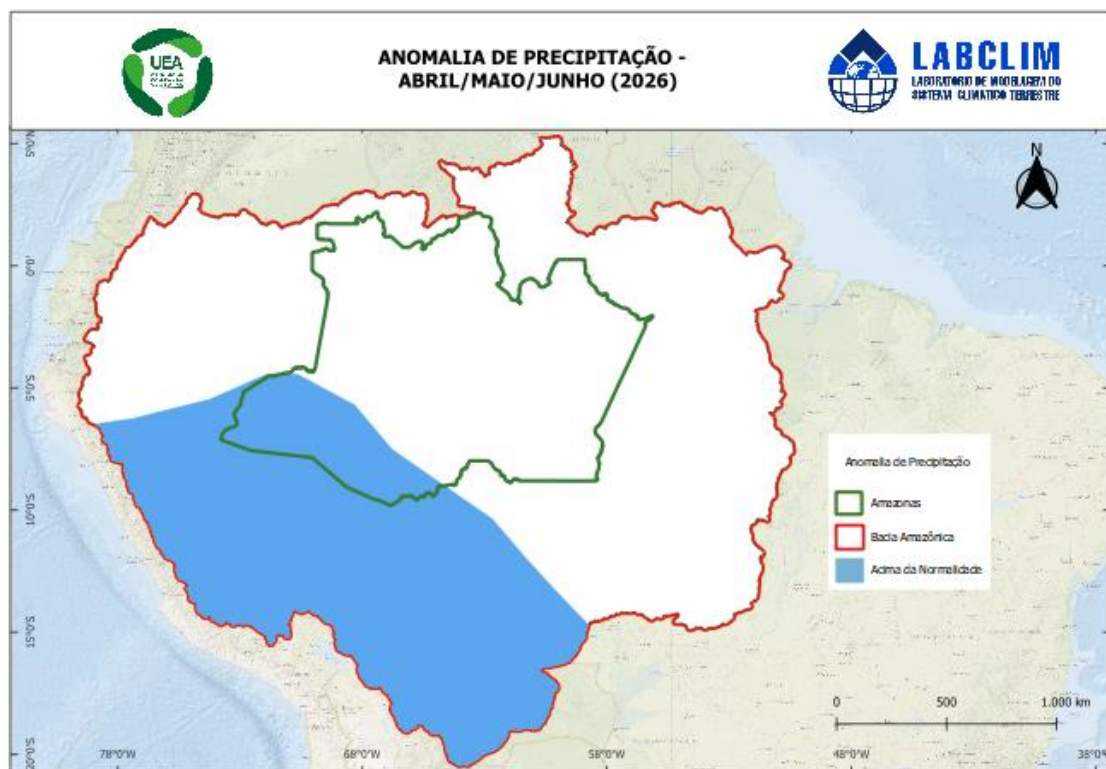 UEA
ANOMALIA DE PRECIPITAÇÃO -
ABRIL/MAIO/JUNHO (2026)
LABCLIM
LABORATÓRIO DE MODELAGEM DO
SISTEMA CLIMÁTICO TERRESTRE
N
5°0'N
0°0'
5°0'S
10°0'S
15°0'S
20°0'S
Anomalia de Precipitação
Amazonas
Bacia Amazônica
Acima da Normalidade
0 500 1.000 km
78°0'W 68°0'W 58°0'W 48°0'W 38°0'W